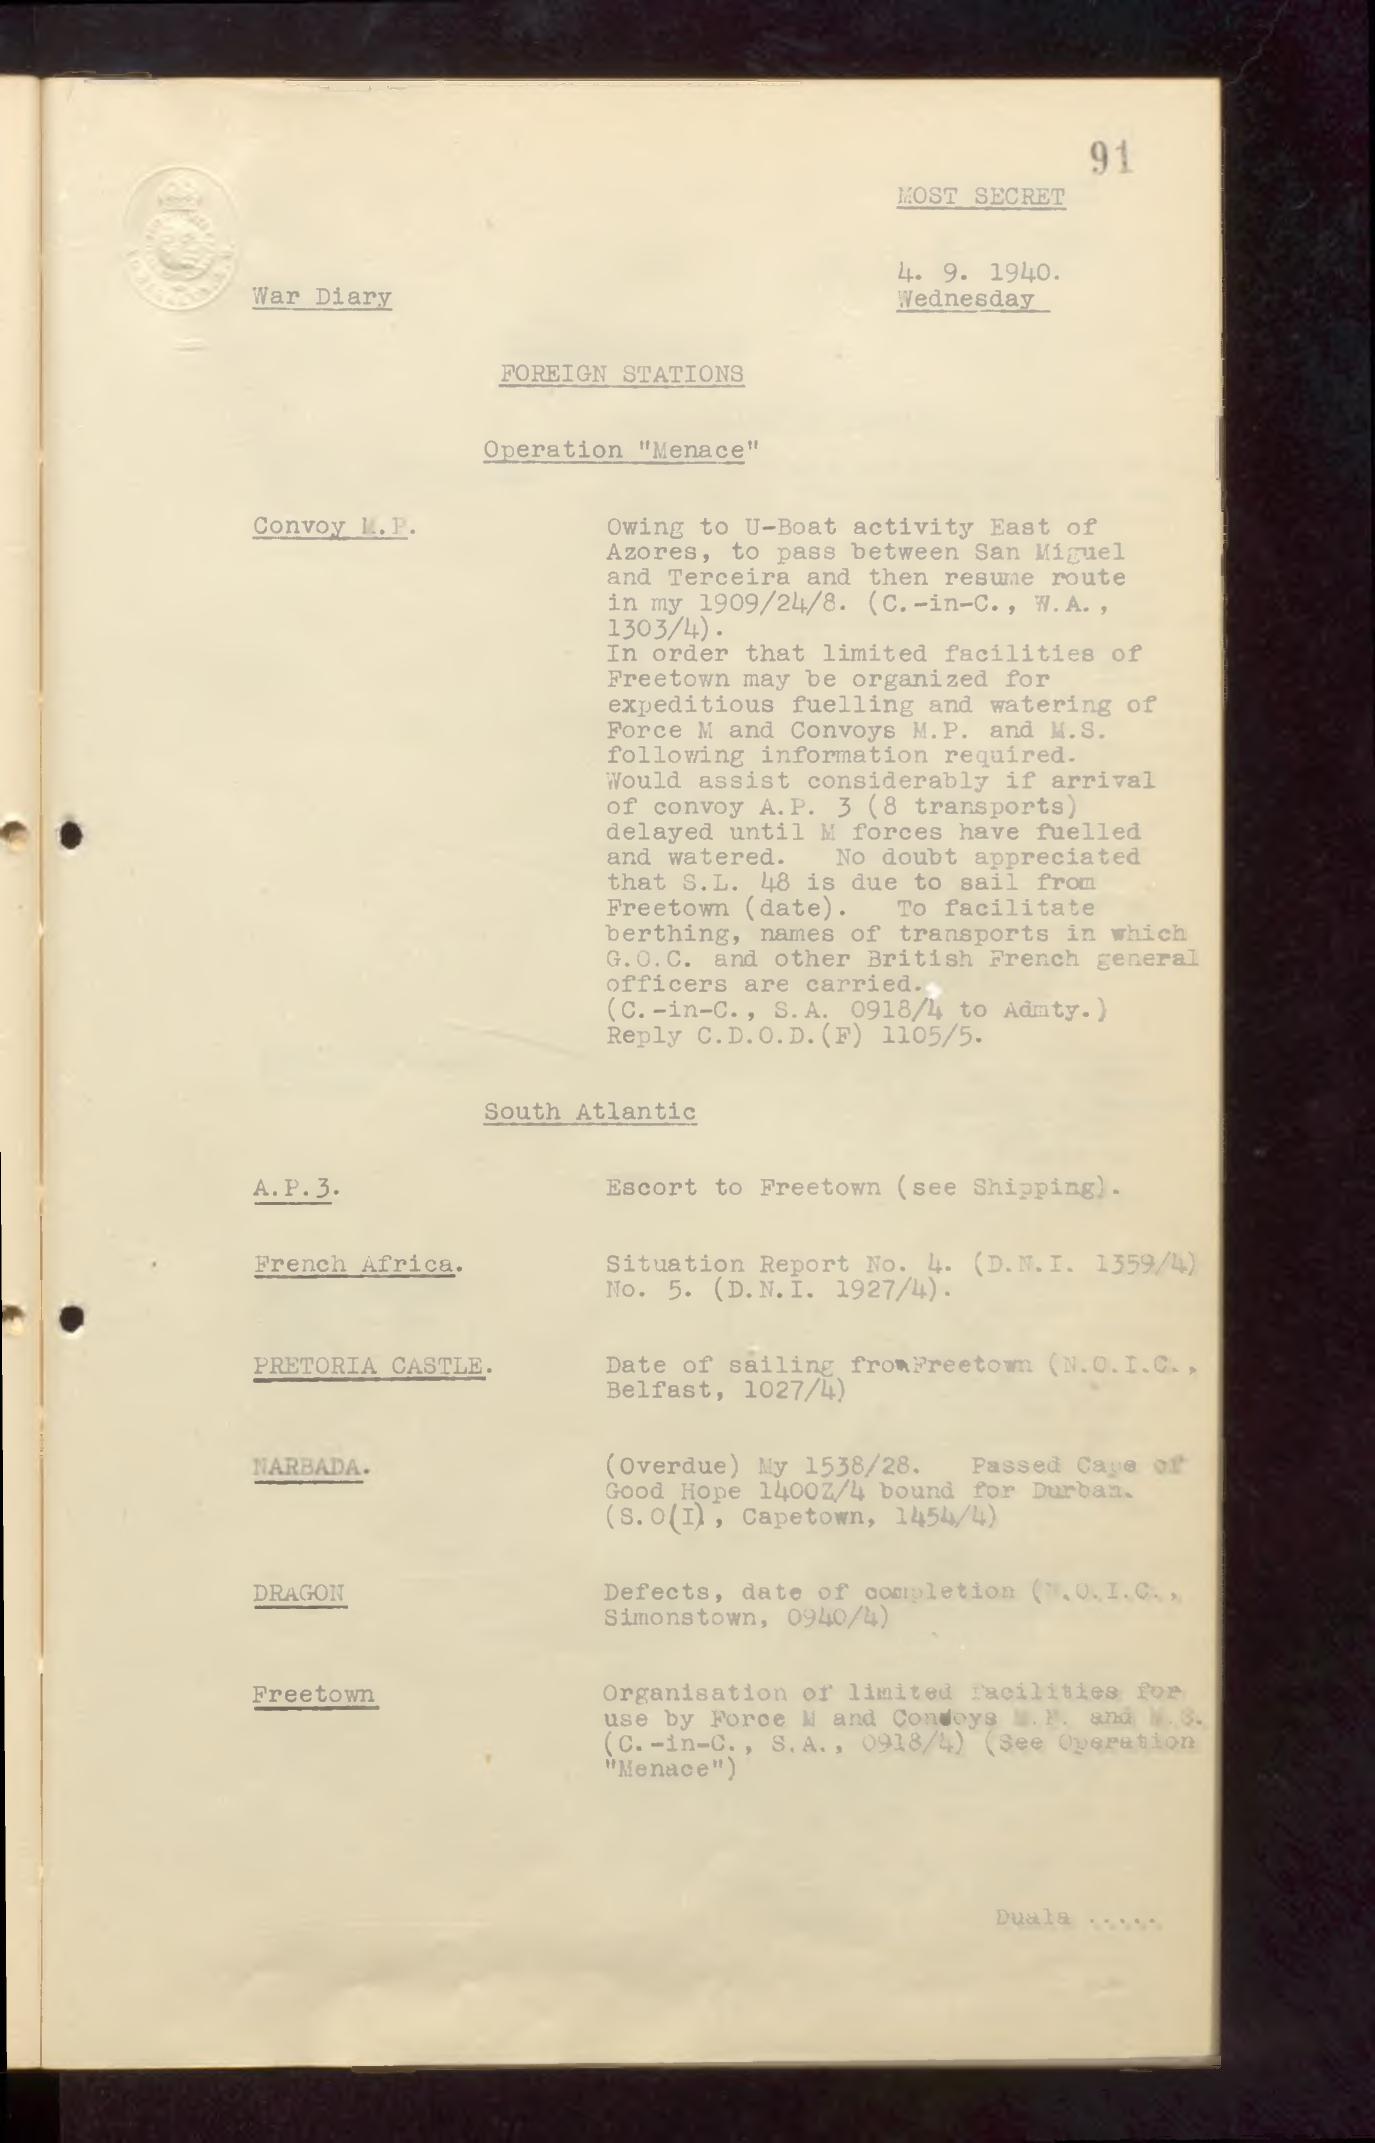 91
MOST SECRET
4. 9. 1940.
War Diary
Wednesday
FOREIGN STATIONS
Operation "Menace"
Convoy M.P. Owing to U-Boat activity East of
Azores, to pass between San Miguel
and Terceira and then resume route
in my 1909/24/8. (C.-in-C., W.A.,
1303/4).
In order that limited facilities of
Freetown may be organized for
expeditious fuelling and watering of
Force M and Convoys M.P. and M.S.
following information required.
Would assist considerably if arrival
of convoy A.P. 3 (8 transports)
delayed until M forces have fuelled
and watered. No doubt appreciated
that S.L. 48 is due to sail from
Freetown (date). To facilitate
berthing, names of transports in which
G.O.C. and other British French general
officers are carried.
(C.-in-C., S.A. 0918/4 to Admty.)
Reply C.D.O.D.(F) 1105/5.
South Atlantic
A.P.3. Escort to Freetown (see Shipping).
French Africa. Situation Report No. 4. (D.N.I. 1359/4)
No. 5. (D.N.I. 1927/4).
PRETORIA CASTLE. Date of sailing from Freetown (N.O.I.C.,
Belfast, 1027/4)
NARBADA. (Overdue) My 1538/28. Passed Cape of
Good Hope 1400Z/4 bound for Durban.
(S.O(I), Capetown, 1454/4)
DRAGON Defects, date of completion (N.O.I.C.,
Simonstown, 0940/4)
Freetown Organisation of limited facilities for
use by Force M and Condoys M.P. and M.S.
(C.-in-C., S.A., 0918/4) (See Operation
"Menace")
Duala .....